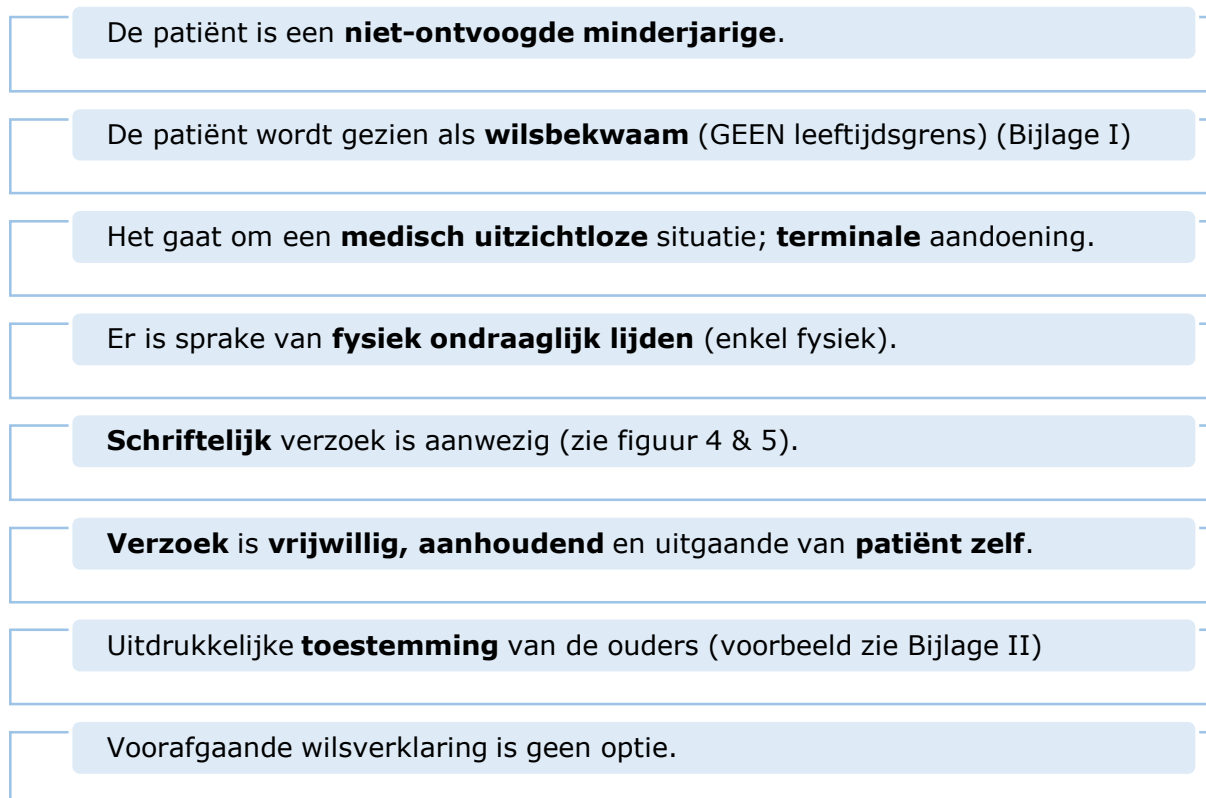 De patiënt is een niet-ontvoogde minderjarige.
De patiënt wordt gezien als wilsbekwaam (GEEN leeftijdsgrens) (Bijlage I)
Het gaat om een medisch uitzichtloze situatie; terminale aandoening.
Er is sprake van fysiek ondraaglijk lijden (enkel fysiek).
Schriftelijk verzoek is aanwezig (zie figuur 4 & 5).
Verzoek is vrijwillig, aanhoudend en uitgaande van patiënt zelf.
Uitdrukkelijke toestemming van de ouders (voorbeeld zie Bijlage II)
Voorafgaande wilsverklaring is geen optie.